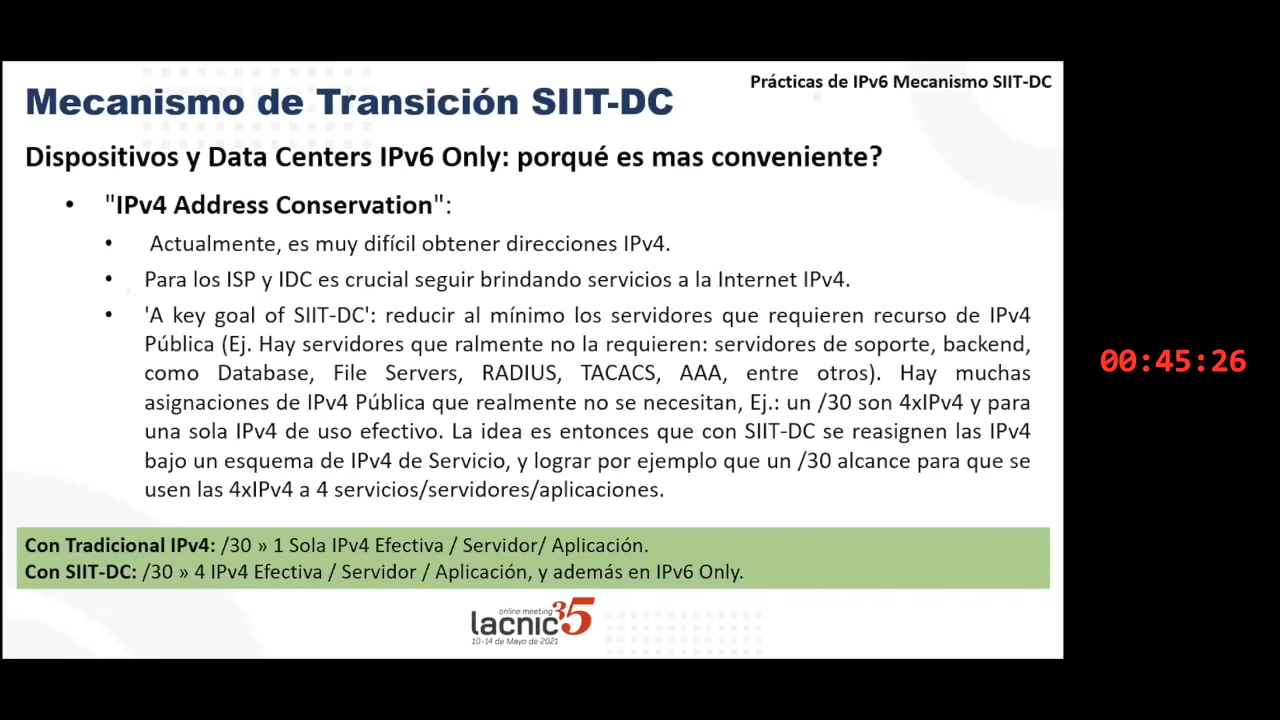 Prácticas de IPv6 Mecanismo SIIT-DC
Mecanismo de Transición SIIT-DC
Dispositivos y Data Centers IPv6 Only: porqué es mas conveniente?
• "IPv4 Address Conservation":
• Actualmente, es muy difícil obtener direcciones IPv4.
• Para los ISP y IDC es crucial seguir brindando servicios a la Internet IPv4.
• 'A key goal of SIIT-DC': reducir al mínimo los servidores que requieren recurso de IPv4
Pública (Ej. Hay servidores que ralmente no la requieren: servidores de soporte, backend,
como Database, File Servers, RADIUS, TACACS, AAA, entre otros). Hay muchas
asignaciones de IPv4 Pública que realmente no se necesitan, Ej.: un /30 son 4xIPv4 y para
una sola IPv4 de uso efectivo. La idea es entonces que con SIIT-DC se reasignen las IPv4
bajo un esquema de IPv4 de Servicio, y lograr por ejemplo que un /30 alcance para que se
usen las 4xIPv4 a 4 servicios/servidores/aplicaciones.
Con Tradicional IPv4: /30 » 1 Sola IPv4 Efectiva / Servidor/ Aplicación.
Con SIIT-DC: /30 » 4 IPv4 Efectiva / Servidor / Aplicación, y además en IPv6 Only.
online meeting
lacnic35
10-14 de Mayo de 2021
00:45:26